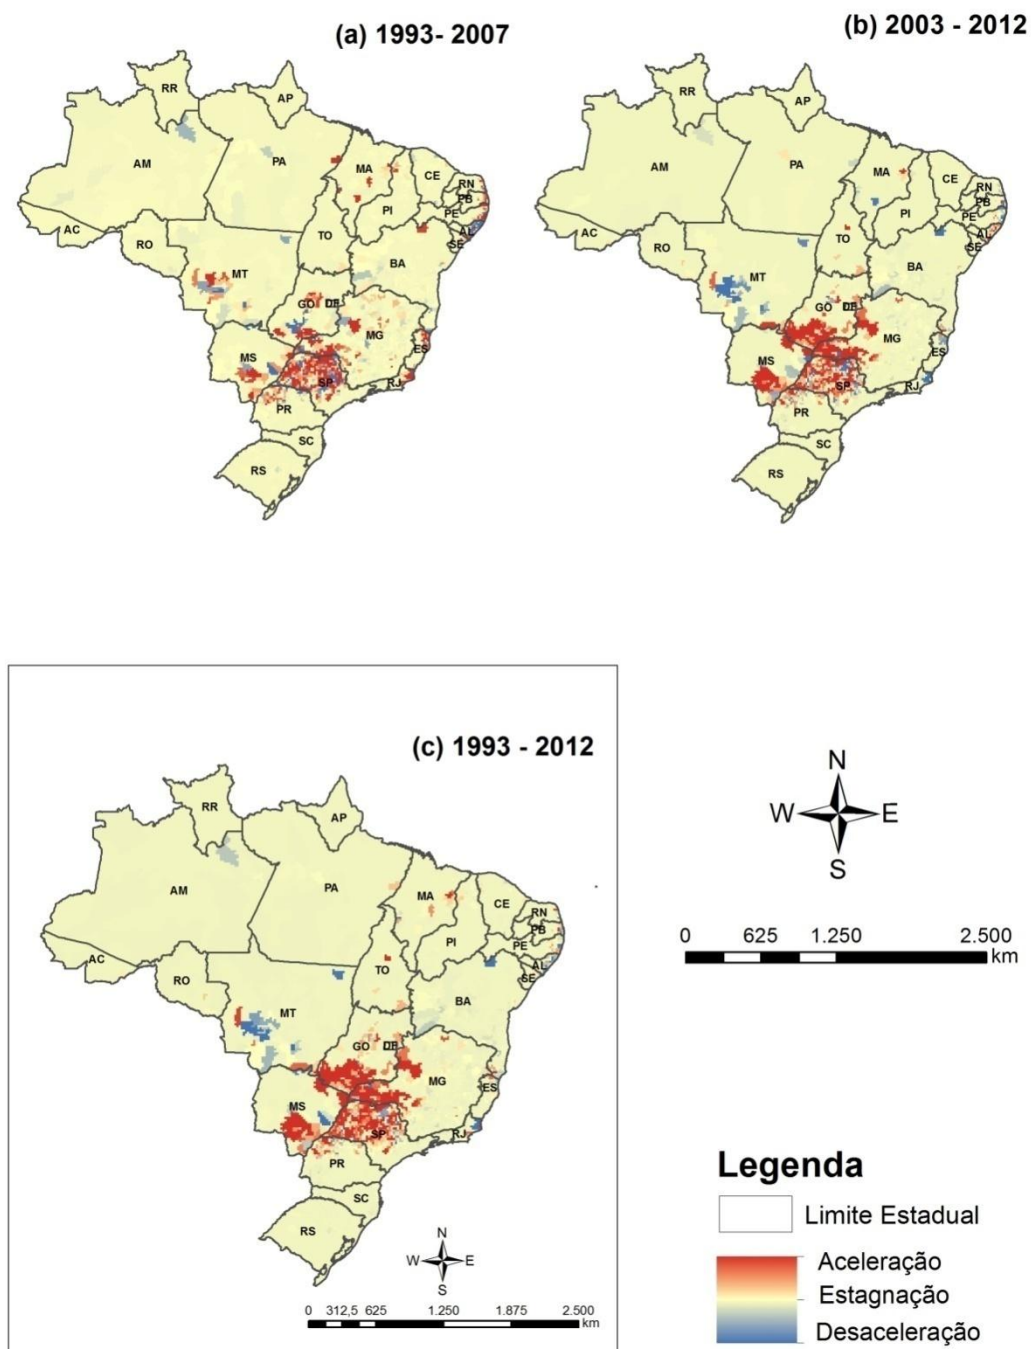 (a) 1993- 2007
RR
AP
AM
PA
MA
CE
RN
PB
PE
AL
SE
PI
AC
RO
TO
MT
BA
GO
DF
MG
ES
MS
SP
RJ
PR
SC
RS
(b) 2003 - 2012
RR
AP
AM
PA
MA
CE
RN
PB
PE
AL
SE
PI
AC
RO
TO
MT
BA
GO
DF
MG
ES
MS
SP
RJ
PR
SC
RS
(c) 1993 - 2012
RR
AP
AM
PA
MA
CE
RN
PB
PE
AL
SE
PI
AC
RO
TO
MT
BA
GO
DF
MG
ES
MS
SP
RJ
PR
SC
RS
N
W E
S
0 312,5 625 1.250 1.875 2.500
km
N
W E
S
0 625 1.250 2.500
km
Legenda
Limite Estadual
Aceleração
Estagnação
Desaceleração